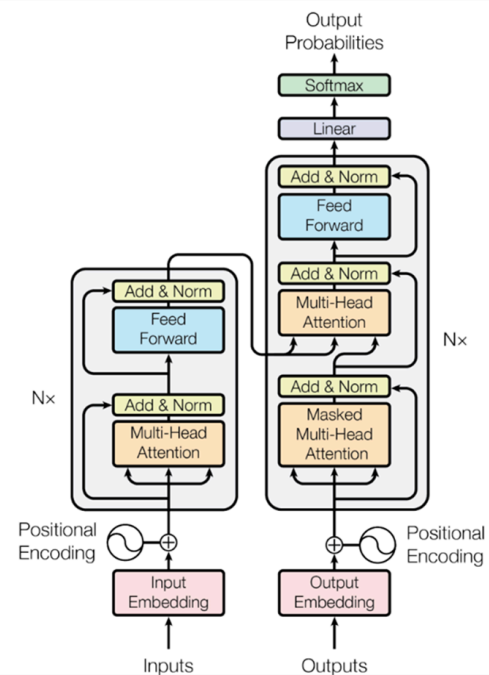 Output
Probabilities
Softmax
Linear
Add & Norm
Feed
Forward
Add & Norm
Multi-Head
Attention
Add & Norm
Masked
Multi-Head
Attention
N×
Positional
Encoding
Output
Embedding
Outputs
Add & Norm
Feed
Forward
Add & Norm
Multi-Head
Attention
N×
Positional
Encoding
Input
Embedding
Inputs